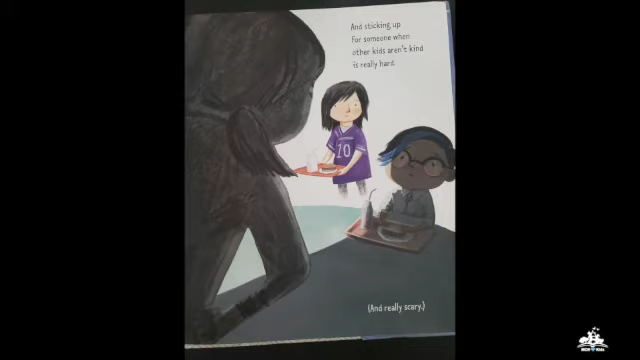 And sticking up
For someone when
other kids aren't kind
is really hard.
10
(And really scary.)